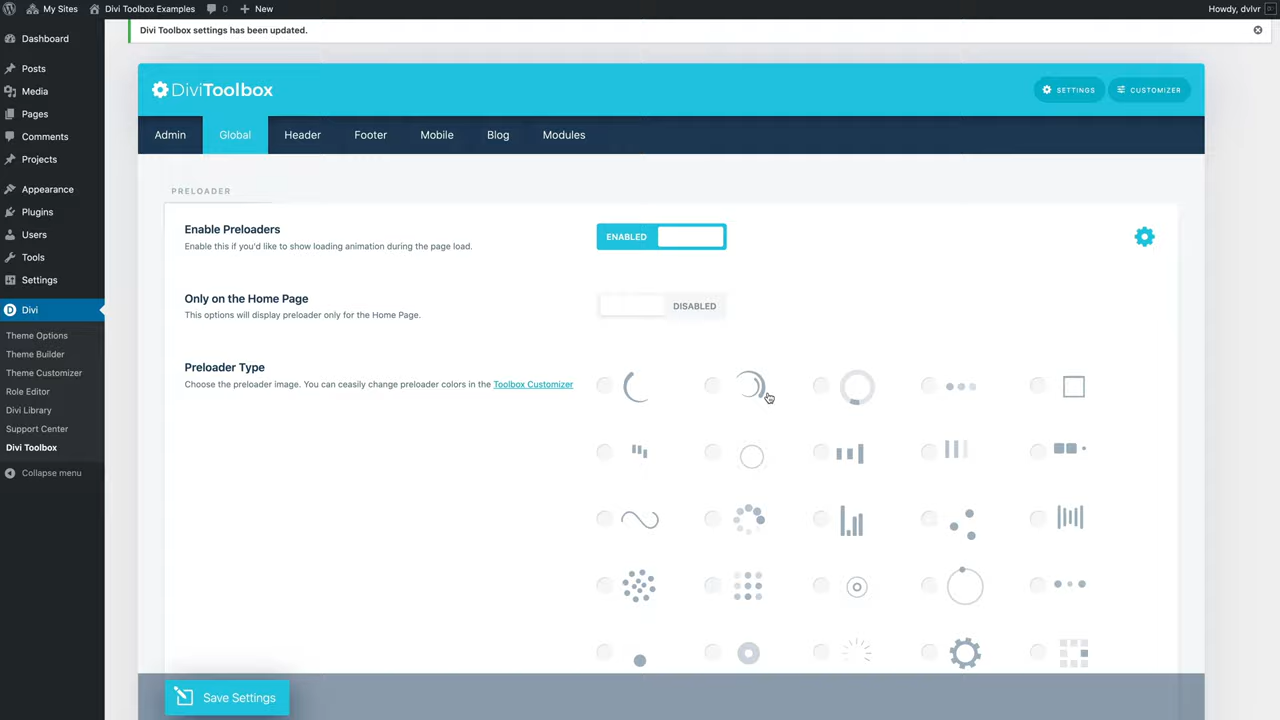 My Sites
Divi Toolbox Examples
0
New
Howdy, dvlvr
Divi Toolbox settings has been updated.
Dashboard
Posts
Media
Pages
Comments
Projects
Appearance
Plugins
Users
Tools
Settings
Divi
Theme Options
Theme Builder
Theme Customizer
Role Editor
Divi Library
Support Center
Divi Toolbox
Collapse menu
DiviToolbox
SETTINGS
CUSTOMIZER
Admin
Global
Header
Footer
Mobile
Blog
Modules
PRELOADER
Enable Preloaders
Enable this if you'd like to show loading animation during the page load.
ENABLED
Only on the Home Page
This options will display preloader only for the Home Page.
DISABLED
Preloader Type
Choose the preloader image. You can ceasily change preloader colors in the Toolbox Customizer
Save Settings